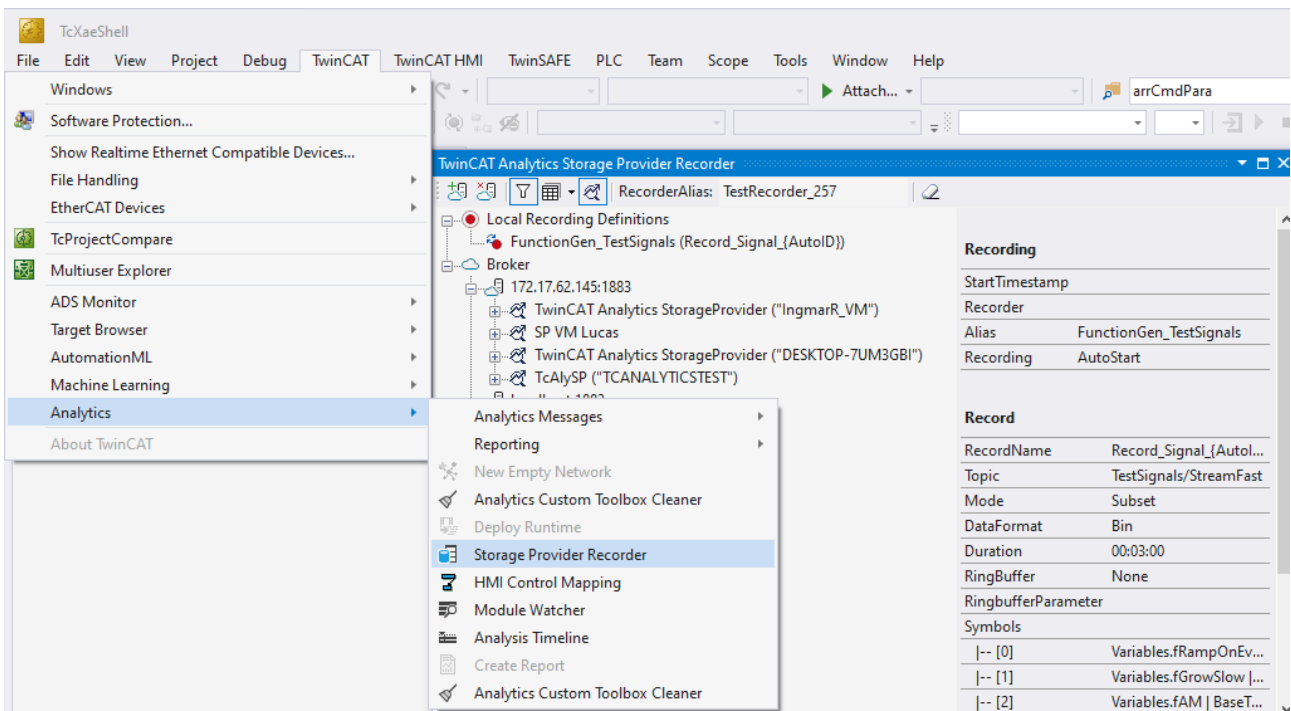 TcXaeShell
File Edit View Project Debug TwinCAT TwinCAT HMI TwinSAFE PLC Team Scope Tools Window Help
Attach... arrCmdPara
Windows
Software Protection...
Show Realtime Ethernet Compatible Devices...
File Handling
EtherCAT Devices
TcProjectCompare
Multiuser Explorer
ADS Monitor
Target Browser
AutomationML
Machine Learning
Analytics
About TwinCAT
Analytics Messages
Reporting
New Empty Network
Analytics Custom Toolbox Cleaner
Deploy Runtime
Storage Provider Recorder
HMI Control Mapping
Module Watcher
Analysis Timeline
Create Report
Analytics Custom Toolbox Cleaner
TwinCAT Analytics Storage Provider Recorder
RecorderAlias: TestRecorder_257
Local Recording Definitions
FunctionGen_TestSignals (Record_Signal_{AutoID})
Broker
172.17.62.145:1883
TwinCAT Analytics StorageProvider ("IngmarR_VM")
SP VM Lucas
TwinCAT Analytics StorageProvider ("DESKTOP-7UM3GBI")
TcAlySP ("TCANALYTICSTEST")
Recording
StartTimestamp
Recorder
Alias FunctionGen_TestSignals
Recording AutoStart
Record
RecordName Record_Signal_{AutoI...
Topic TestSignals/StreamFast
Mode Subset
DataFormat Bin
Duration 00:03:00
RingBuffer None
RingbufferParameter
Symbols
|-- [0] Variables.fRampOnEv...
|-- [1] Variables.fGrowSlow |...
|-- [2] Variables.fAM | BaseT...